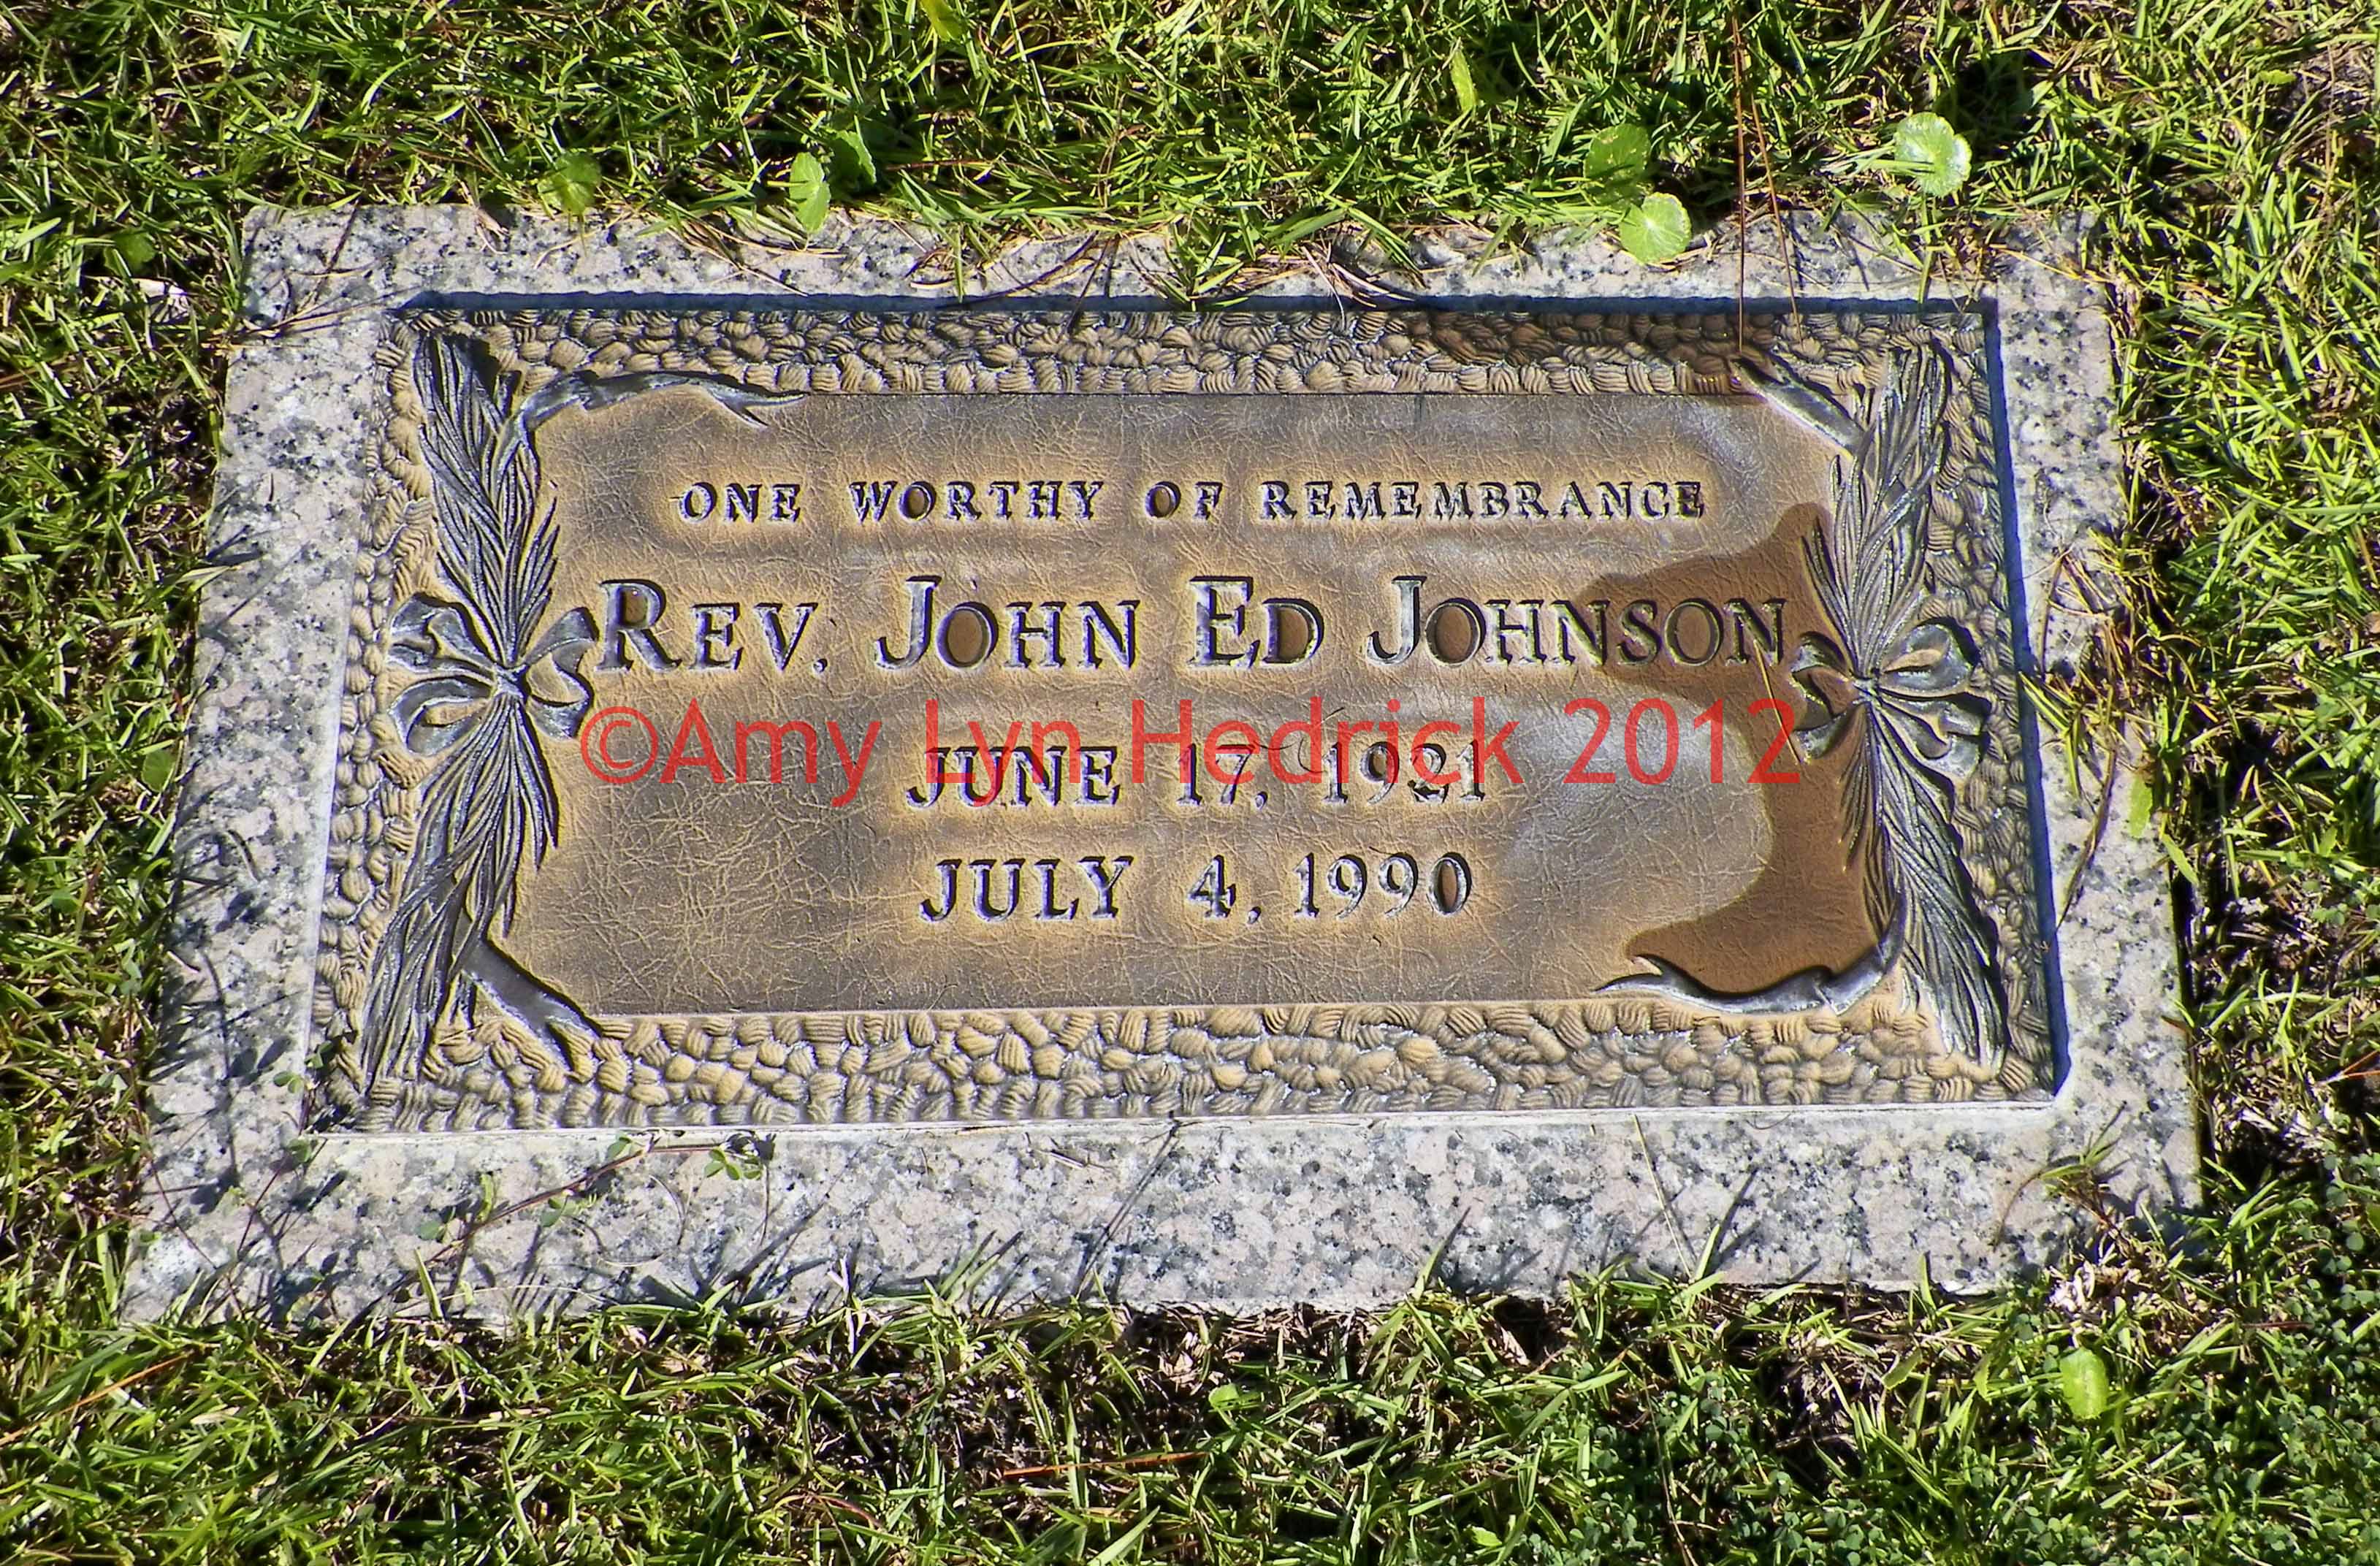 ONE WORTHY OF REMEMBRANCE
REV. JOHN ED JOHNSON
©Amy Lyn Hedrick 2012
JUNE 17, 1921
JULY 4, 1990